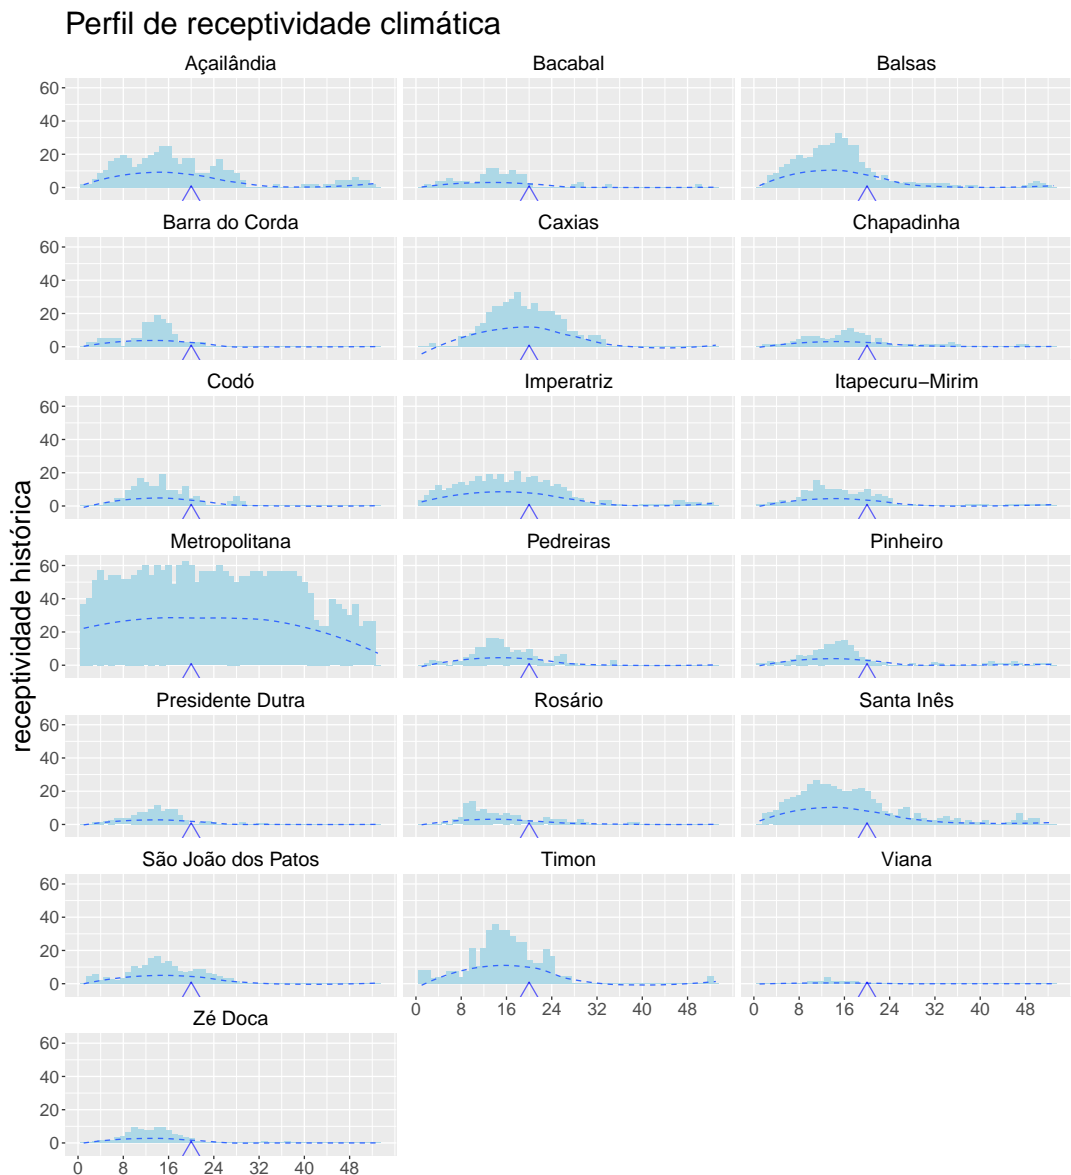 Perfil de receptividade climática
Açailândia Bacabal Balsas
60
40
20
0
Barra do Corda Caxias Chapadinha
60
40
20
0
Codó Imperatriz Itapecuru−Mirim
60
40
20
0
receptividade histórica
Metropolitana Pedreiras Pinheiro
60
40
20
0
Presidente Dutra Rosário Santa Inês
60
40
20
0
São João dos Patos Timon Viana
60
40
20
0
0 8 16 24 32 40 48 0 8 16 24 32 40 48
Zé Doca
60
40
20
0
0 8 16 24 32 40 48